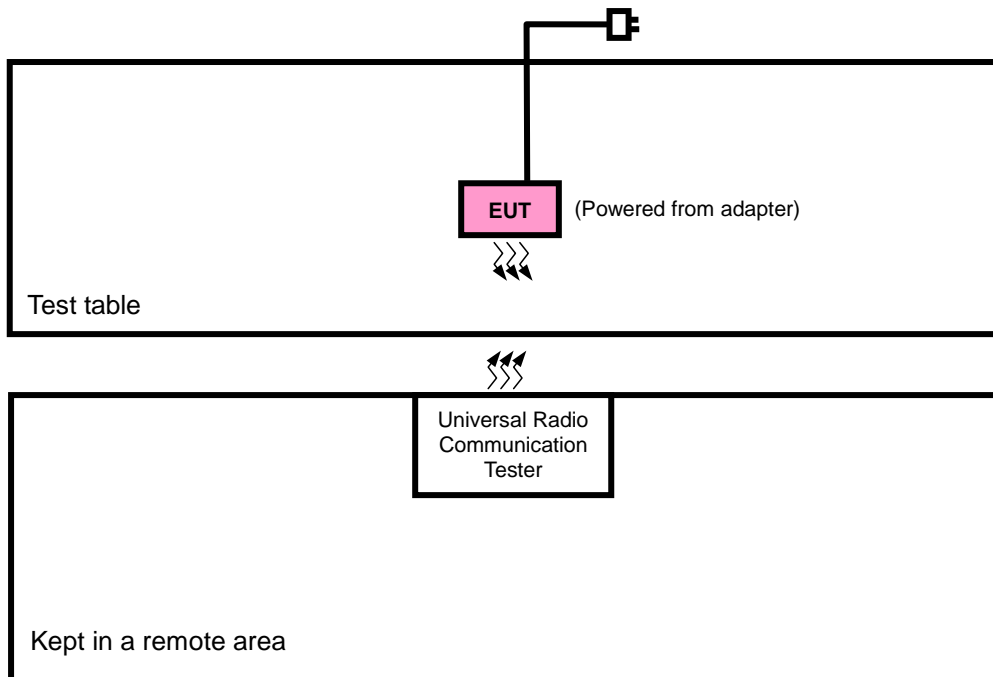 EUT
(Powered from adapter)
Test table
Universal Radio
Communication
Tester
Kept in a remote area